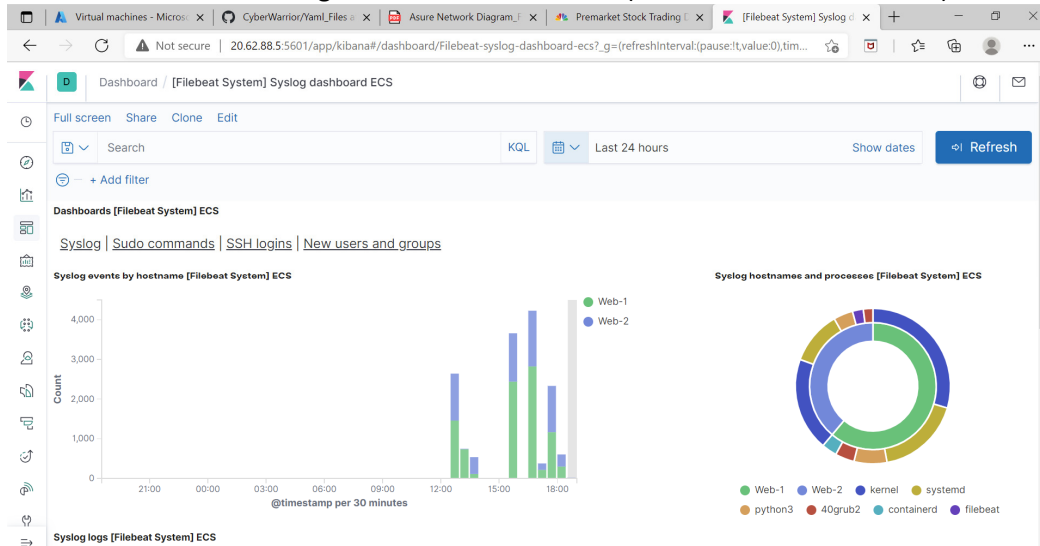 Virtual machines - Micros
CyberWarrior/Yaml_Files a
Asure Network Diagram_F
Premarket Stock Trading
[Filebeat System] Syslog d
Not secure
20.62.88.5:5601/app/kibana#/dashboard/Filebeat-syslog-dashboard-ecs?_g=(refreshInterval:(pause:!t,value:0),tim...
D
Dashboard / [Filebeat System] Syslog dashboard ECS
Full screen Share Clone Edit
Search
KQL
Last 24 hours
Show dates
Refresh
+ Add filter
Dashboards [Filebeat System] ECS
Syslog | Sudo commands | SSH logins | New users and groups
Syslog events by hostname [Filebeat System] ECS
Count
4,000
3,000
2,000
1,000
0
21:00 00:00 03:00 06:00 09:00 12:00 15:00 18:00
@timestamp per 30 minutes
Web-1
Web-2
Syslog hostnames and processes [Filebeat System] ECS
Web-1 Web-2 kernel systemd
python3 40grub2 containerd filebeat
Syslog logs [Filebeat System] ECS